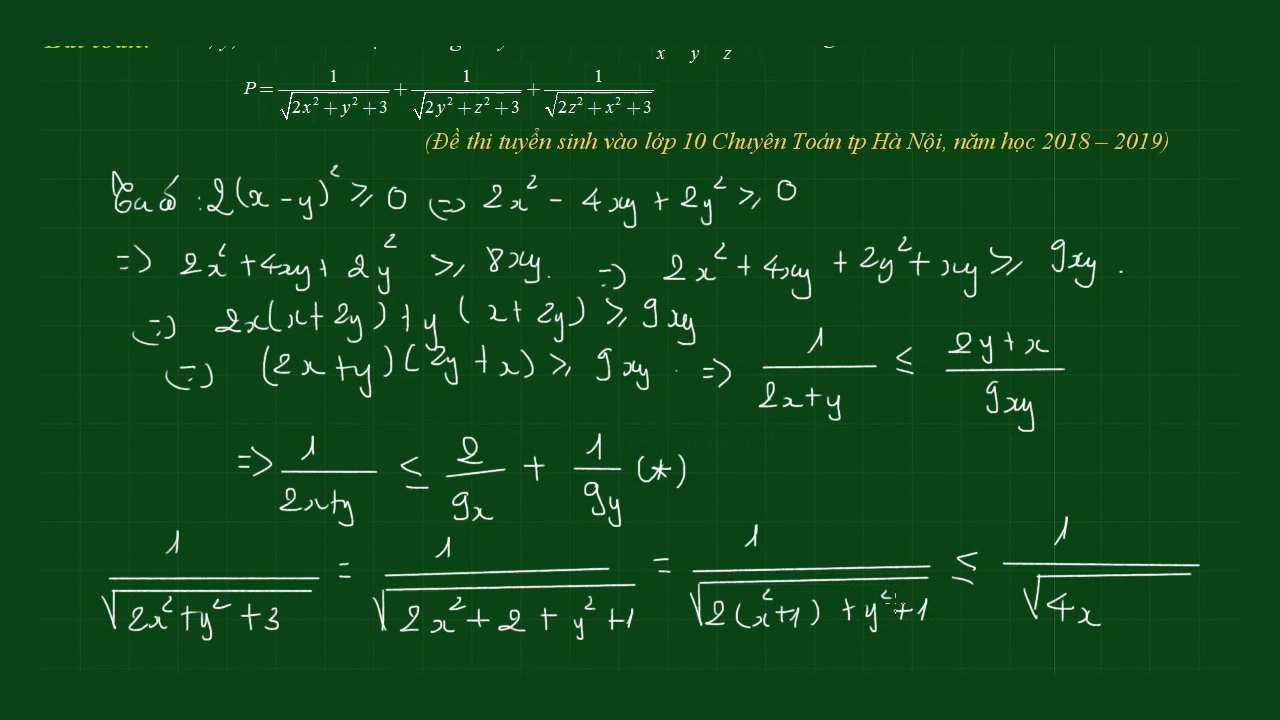 x y z
P = 1/√(2x² + y² + 3) + 1/√(2y² + z² + 3) + 1/√(2z² + x² + 3)
(Đề thi tuyển sinh vào lớp 10 Chuyên Toán tp Hà Nội, năm học 2018 – 2019)
Ta có : 2(x - y)² ≥ 0 (=) 2x² - 4xy + 2y² ≥ 0
=> 2x² + 4xy + 2y² ≥ 8xy. => 2x² + 4xy + 2y² + xy ≥ 9xy.
(=) 2x(x + 2y) + y(x + 2y) ≥ 9xy
(=) (2x + y)(2y + x) ≥ 9xy. => 1/(2x + y) ≤ (2y + x)/(9xy)
=> 1/(2x+y) ≤ 2/(9x) + 1/(9y) (*)
1/√(2x² + y² + 3) = 1/√(2x² + 2 + y² + 1) = 1/√(2(x² + 1) + y² + 1) ≤ 1/√(4x)